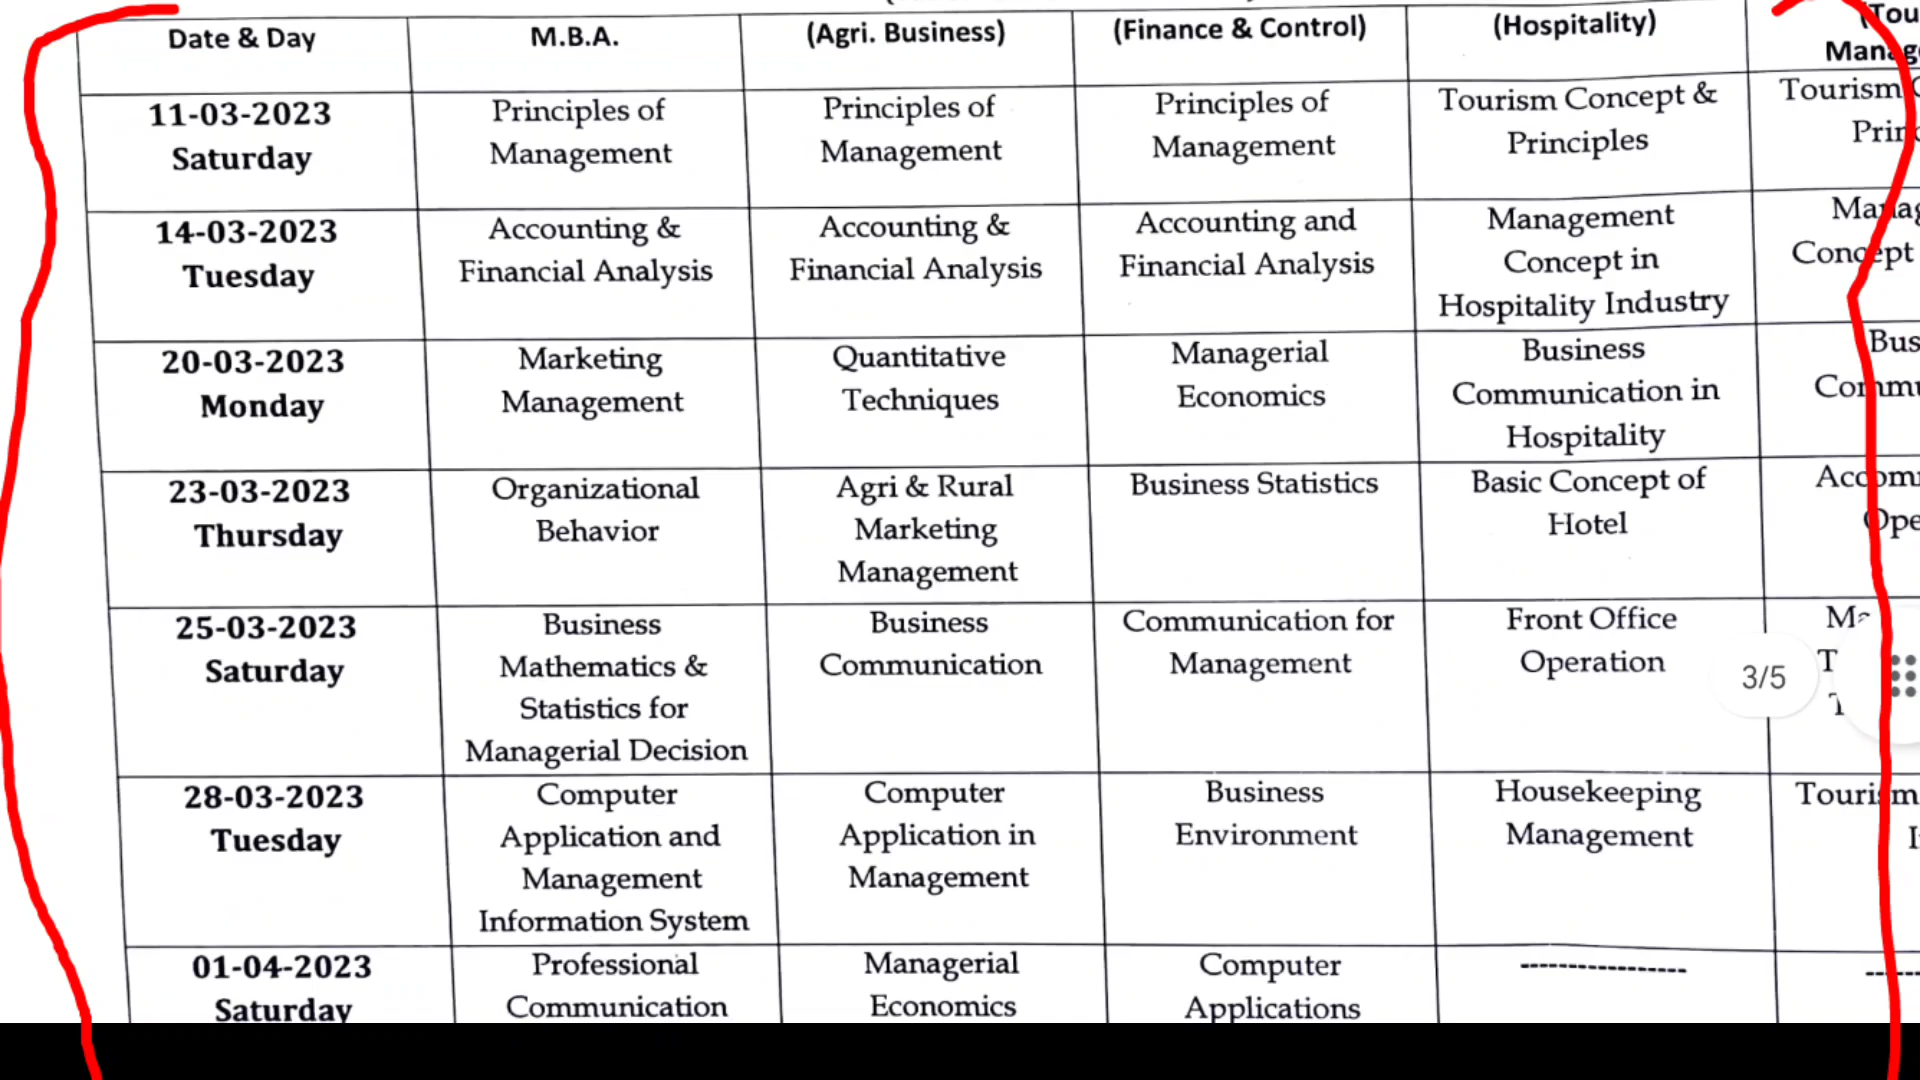 Date & Day
M.B.A.
(Agri. Business)
(Finance & Control)
(Hospitality)
11-03-2023
Saturday
Principles of
Management
Principles of
Management
Principles of
Management
Tourism Concept &
Principles
Tourism
14-03-2023
Tuesday
Accounting &
Financial Analysis
Accounting &
Financial Analysis
Accounting and
Financial Analysis
Management
Concept in
Hospitality Industry
Concept
20-03-2023
Monday
Marketing
Management
Quantitative
Techniques
Managerial
Economics
Business
Communication in
Hospitality
23-03-2023
Thursday
Organizational
Behavior
Agri & Rural
Marketing
Management
Business Statistics
Basic Concept of
Hotel
25-03-2023
Saturday
Business
Mathematics &
Statistics for
Managerial Decision
Business
Communication
Communication for
Management
Front Office
Operation
3/5
28-03-2023
Tuesday
Computer
Application and
Management
Information System
Computer
Application in
Management
Business
Environment
Housekeeping
Management
Tourism
01-04-2023
Saturday
Professional
Communication
Managerial
Economics
Computer
Applications
-----------------